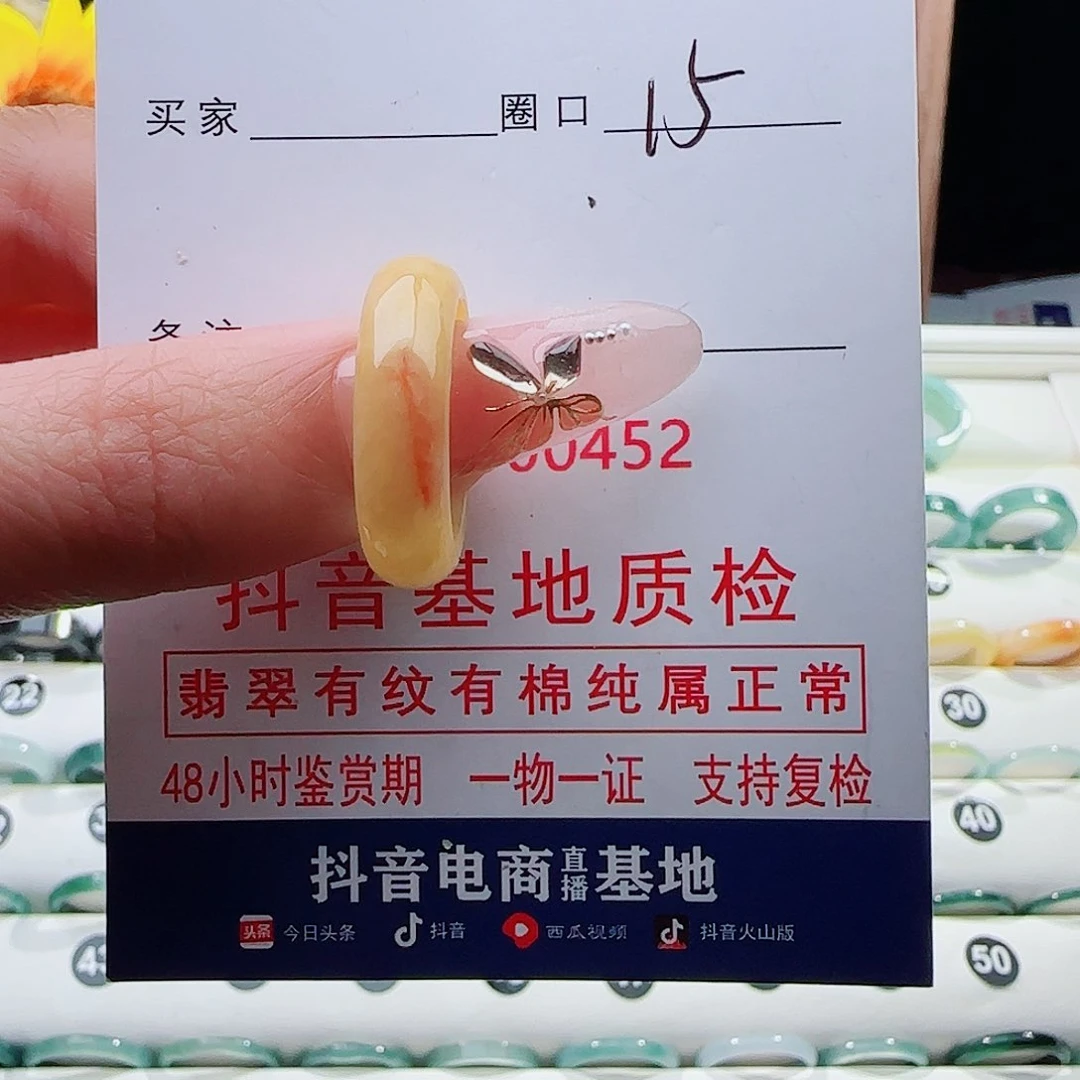 买家 圈口 15
00452
抖音基地质检
翡翠有纹有棉纯属正常
48小时鉴赏期 一物一证 支持复检
抖音电商直播基地
头条 今日头条 抖音 西瓜视频 抖音火山版
22
30
40
50